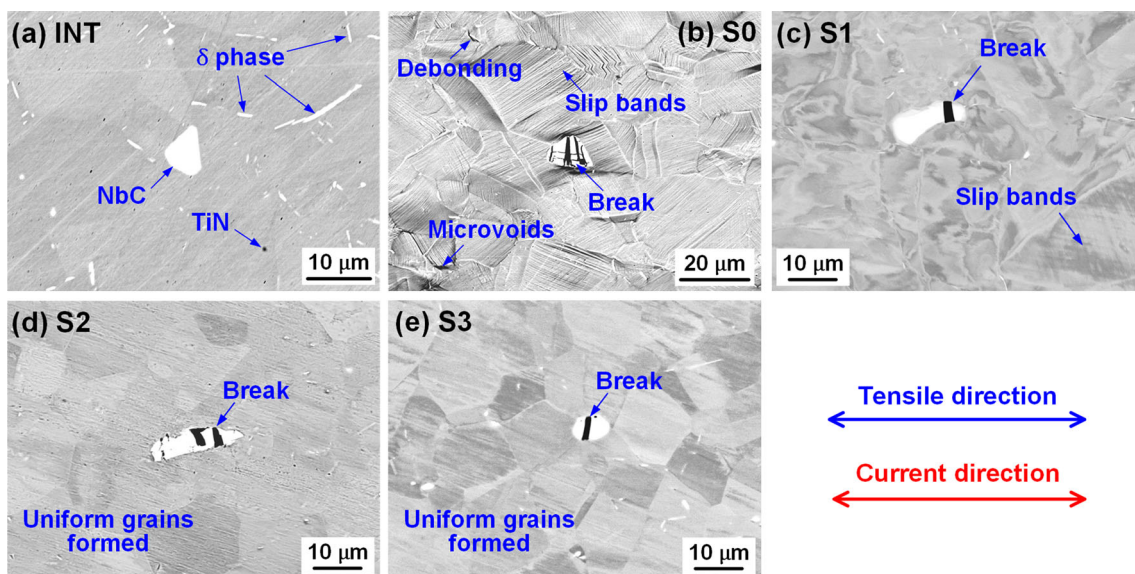 (a) INT
δ phase
NbC
TiN
10 μm
(b) S0
Debonding
Slip bands
Break
Microvoids
20 μm
(c) S1
Break
Slip bands
10 μm
(d) S2
Break
Uniform grains
formed
10 μm
(e) S3
Break
Uniform grains
formed
10 μm
Tensile direction
Current direction